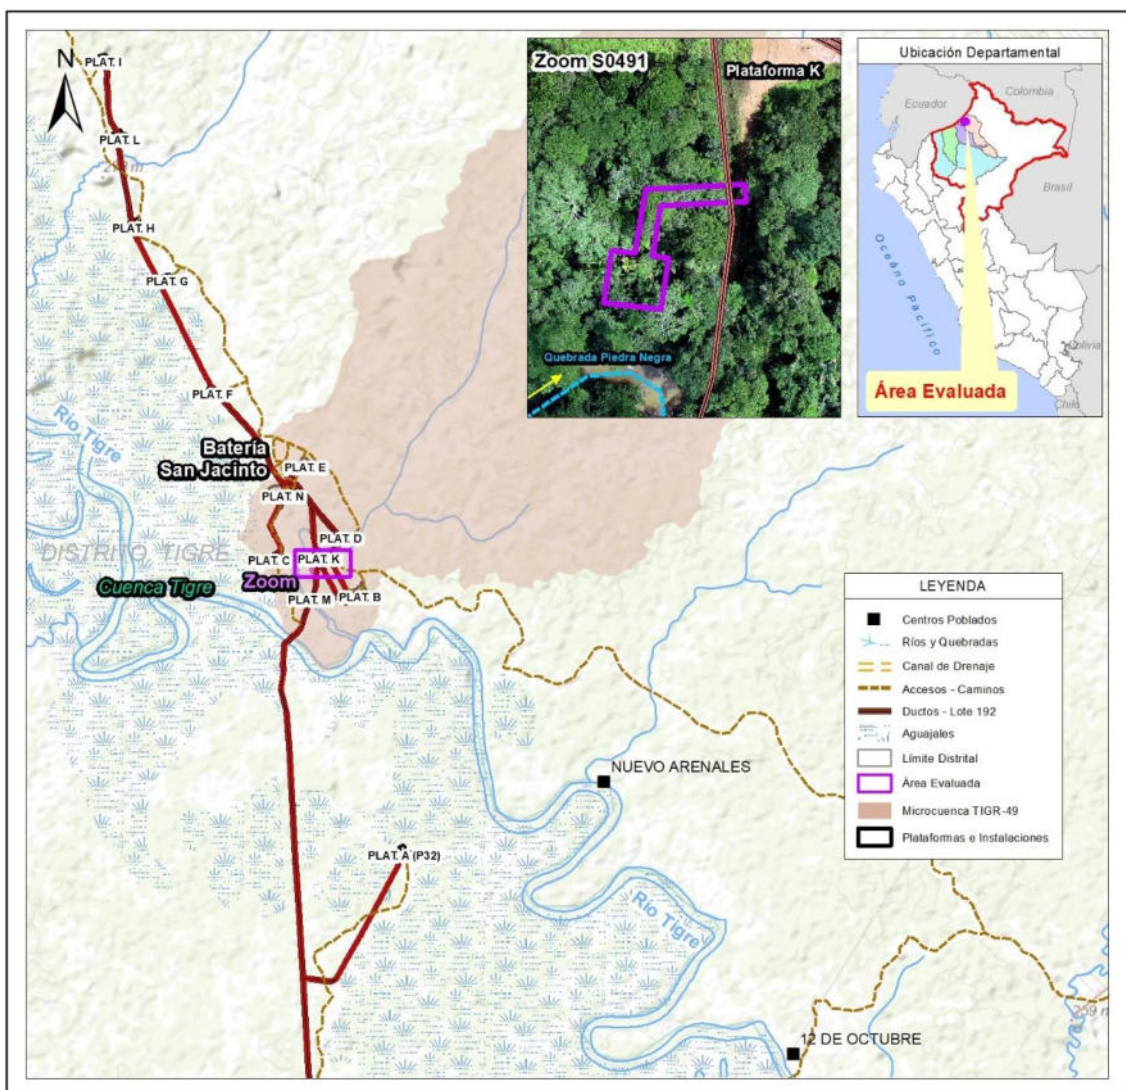 N
PLAT. I
PLAT. L
PLAT. H
PLAT. G
PLAT. F
Río Tigre
Batería
San Jacinto
PLAT. E
PLAT. N
PLAT. D
DISTRITO TIGRE
PLAT. C
PLAT. K
Cuenca Tigre
Zoom
PLAT. M
PLAT. B
NUEVO ARENALES
PLAT. A (P32)
Río Tigre
12 DE OCTUBRE
Zoom S0491
Plataforma K
Quebrada Piedra Negra
Ubicación Departamental
Ecuador
Colombia
Brasil
Océano Pacífico
Bolivia
Chile
Área Evaluada
LEYENDA
Centros Poblados
Ríos y Quebradas
Canal de Drenaje
Accesos - Caminos
Ductos - Lote 192
Aguajales
Límite Distrital
Área Evaluada
Microcuenca TIGR-49
Plataformas e Instalaciones